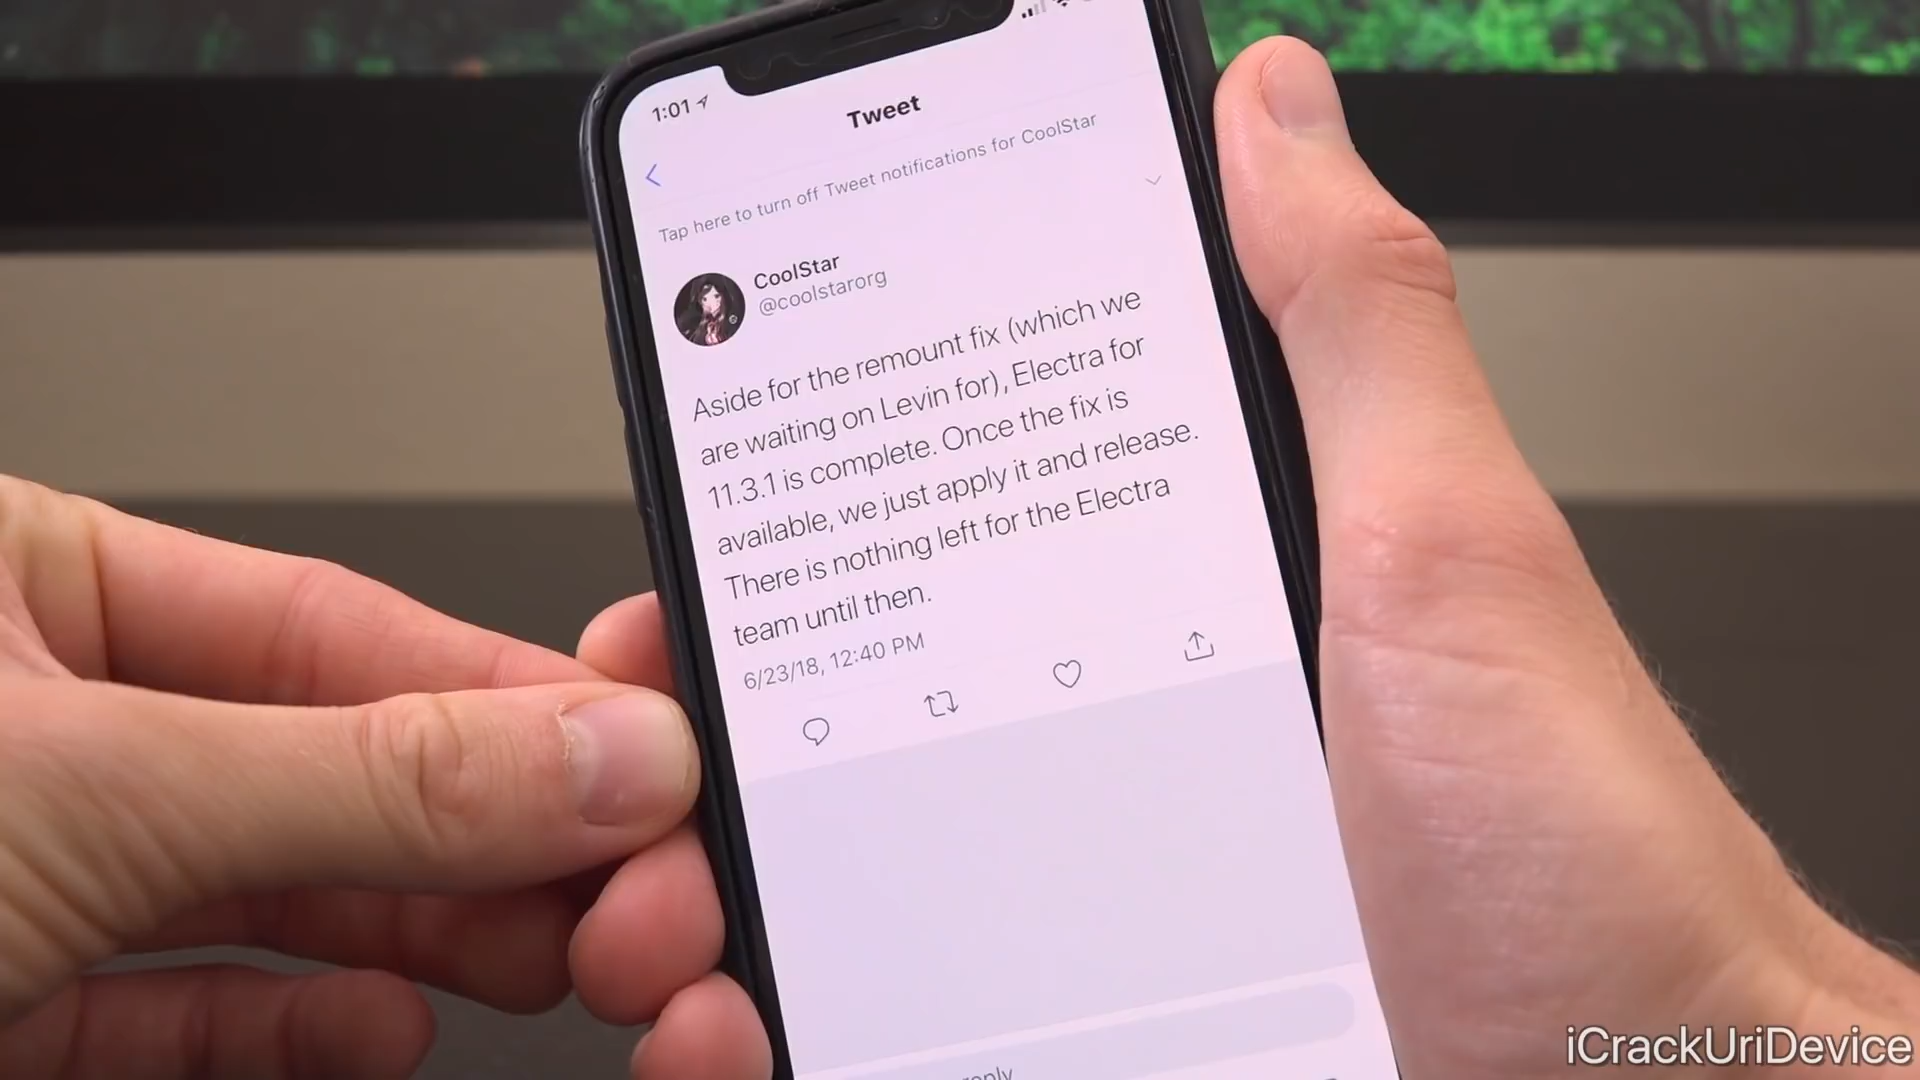 1:01
Tweet
Tap here to turn off Tweet notifications for CoolStar
CoolStar
@coolstarorg
Aside for the remount fix (which we
are waiting on Levin for), Electra for
11.3.1 is complete. Once the fix is
available, we just apply it and release.
There is nothing left for the Electra
team until then.
6/23/18, 12:40 PM
iCrackUriDevice